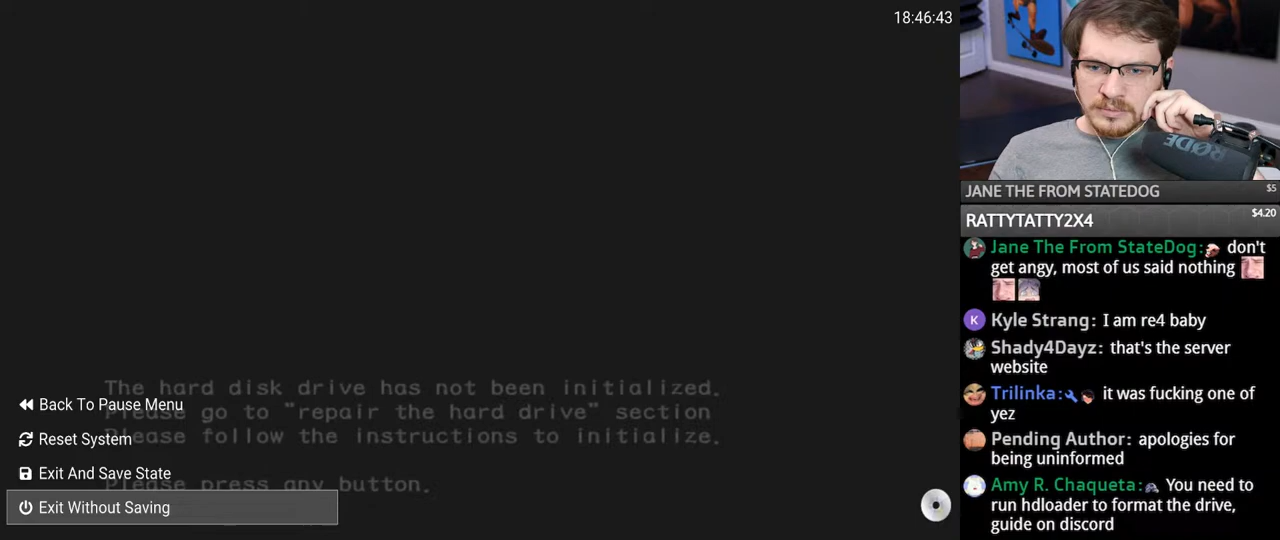 18:46:43
The hard disk drive has not been initialized.
Back To Pause Menu
Please go to "repair the hard drive" section
Reset System
Please follow the instructions to initialize.
Exit And Save State
Please press any button.
Exit Without Saving
RØDE
JANE THE FROM STATEDOG $5
RATTYTATTY2X4 $4.20
Jane The From StateDog: don't
get angy, most of us said nothing
K Kyle Strang: I am re4 baby
Shady4Dayz: that's the server
website
Trilinka: it was fucking one of
yez
Pending Author: apologies for
being uninformed
Amy R. Chaqueta: You need to
run hdloader to format the drive,
guide on discord